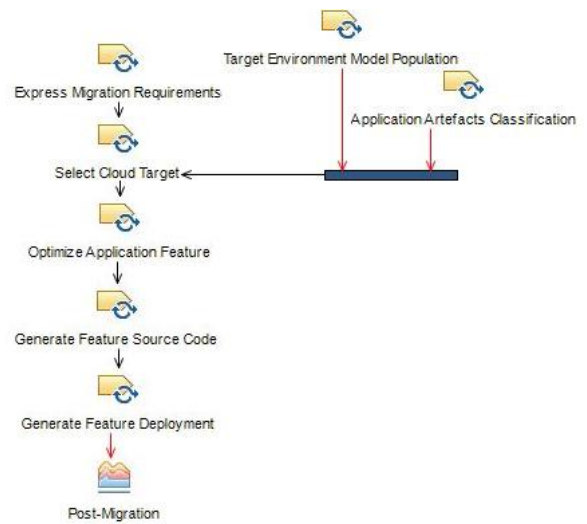 Target Environment Model Population
Express Migration Requirements
Application Artefacts Classification
Select Cloud Target
Optimize Application Feature
Generate Feature Source Code
Generate Feature Deployment
Post-Migration